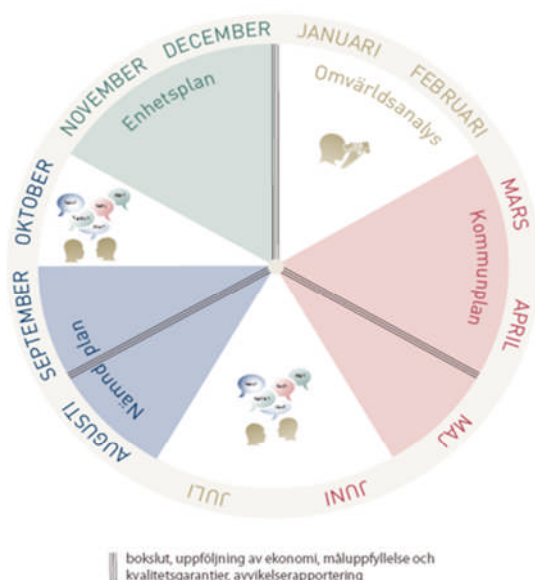 JANUARI
FEBRUARI
MARS
APRIL
MAJ
JUNI
JULI
AUGUSTI
SEPTEMBER
OKTOBER
NOVEMBER
DECEMBER
Omvärldsanalys
Kommunplan
Nämndplan
Enhetsplan
bokslut, uppföljning av ekonomi, måluppfyllelse och
kvalitetsgarantier, avvikelserapportering